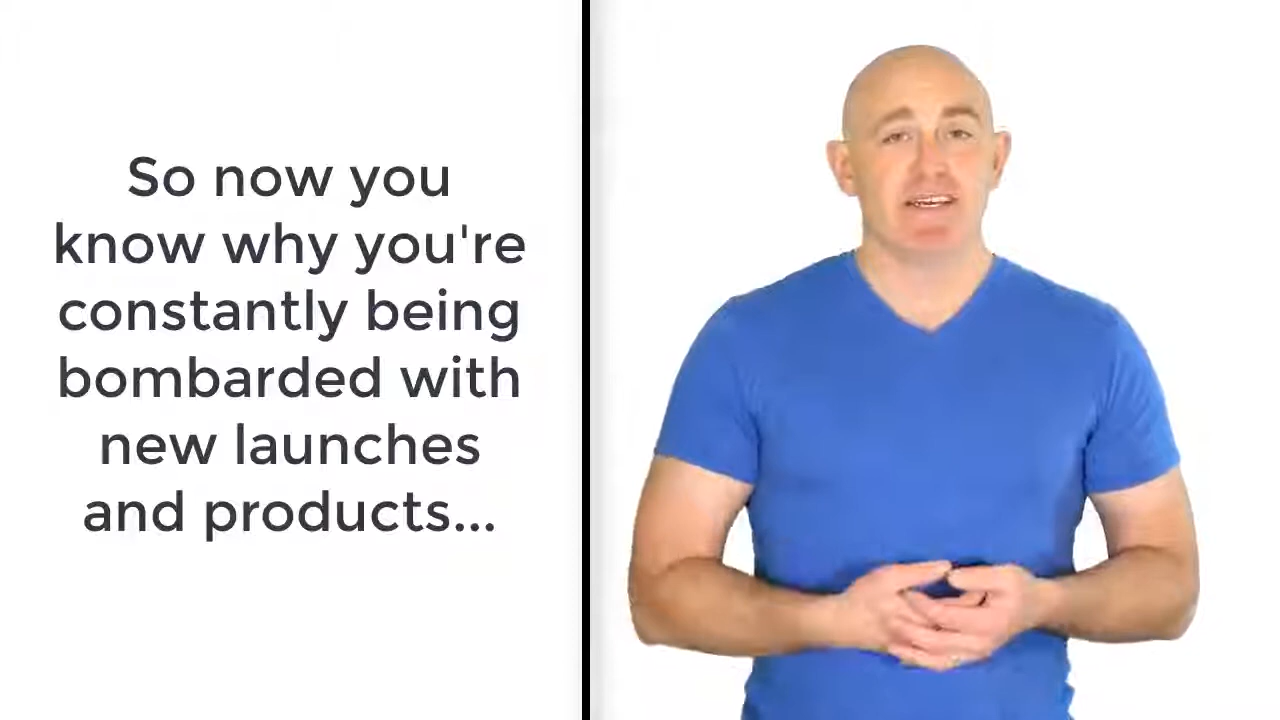 So now you
know why you're
constantly being
bombarded with
new launches
and products...